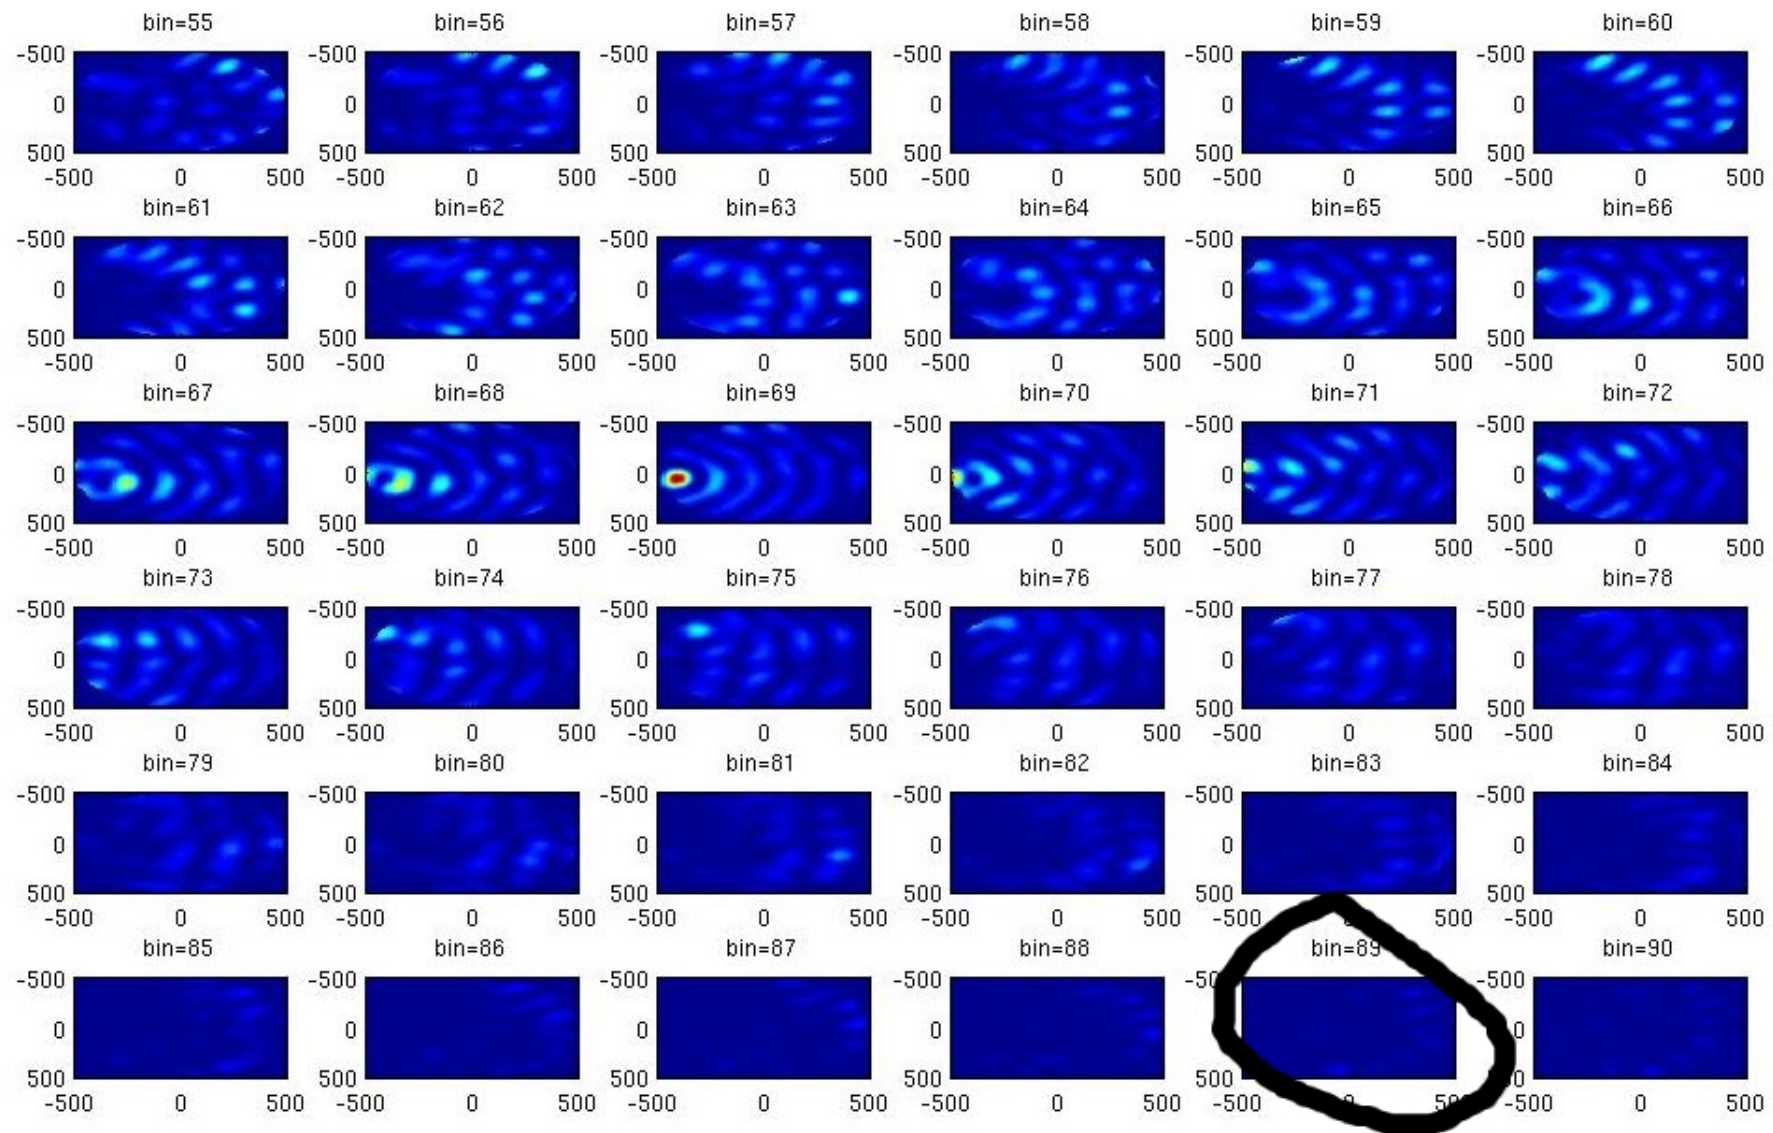 bin=55 bin=56 bin=57 bin=58 bin=59 bin=60
-500 -500 -500 -500 -500 -500
0 0 0 0 0 0
500 500 500 500 500 500
-500 0 500 -500 0 500 -500 0 500 -500 0 500 -500 0 500 -500 0 500
bin=61 bin=62 bin=63 bin=64 bin=65 bin=66
-500 -500 -500 -500 -500 -500
0 0 0 0 0 0
500 500 500 500 500 500
-500 0 500 -500 0 500 -500 0 500 -500 0 500 -500 0 500 -500 0 500
bin=67 bin=68 bin=69 bin=70 bin=71 bin=72
-500 -500 -500 -500 -500 -500
0 0 0 0 0 0
500 500 500 500 500 500
-500 0 500 -500 0 500 -500 0 500 -500 0 500 -500 0 500 -500 0 500
bin=73 bin=74 bin=75 bin=76 bin=77 bin=78
-500 -500 -500 -500 -500 -500
0 0 0 0 0 0
500 500 500 500 500 500
-500 0 500 -500 0 500 -500 0 500 -500 0 500 -500 0 500 -500 0 500
bin=79 bin=80 bin=81 bin=82 bin=83 bin=84
-500 -500 -500 -500 -500 -500
0 0 0 0 0 0
500 500 500 500 500 500
-500 0 500 -500 0 500 -500 0 500 -500 0 500 -500 500 -500 0 500
bin=85 bin=86 bin=87 bin=88 bin=89 bin=90
-500 -500 -500 -500 -500
0 0 0 0 0
500 500 500 500 500
-500 0 500 -500 0 500 -500 0 500 -500 0 500 -500 0 -500 0 500